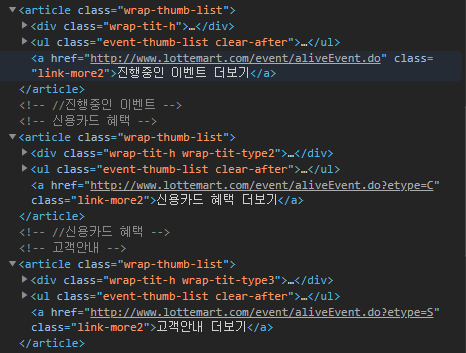 ▼<article class="wrap-thumb-list">
▶<div class="wrap-tit-h">…</div>
▶<ul class="event-thumb-list clear-after">…</ul>
<a href="http://www.lottemart.com/event/aliveEvent.do" class=
"link-more2">진행중인 이벤트 더보기</a>
</article>
<!-- //진행중인 이벤트 -->
<!-- 신용카드 혜택 -->
▼<article class="wrap-thumb-list">
▶<div class="wrap-tit-h wrap-tit-type2">…</div>
▶<ul class="event-thumb-list clear-after">…</ul>
<a href="http://www.lottemart.com/event/aliveEvent.do?etype=C"
class="link-more2">신용카드 혜택 더보기</a>
</article>
<!-- //신용카드 혜택 -->
<!-- 고객안내 -->
▼<article class="wrap-thumb-list">
▶<div class="wrap-tit-h wrap-tit-type3">…</div>
▶<ul class="event-thumb-list clear-after">…</ul>
<a href="http://www.lottemart.com/event/aliveEvent.do?etype=S"
class="link-more2">고객안내 더보기</a>
</article>